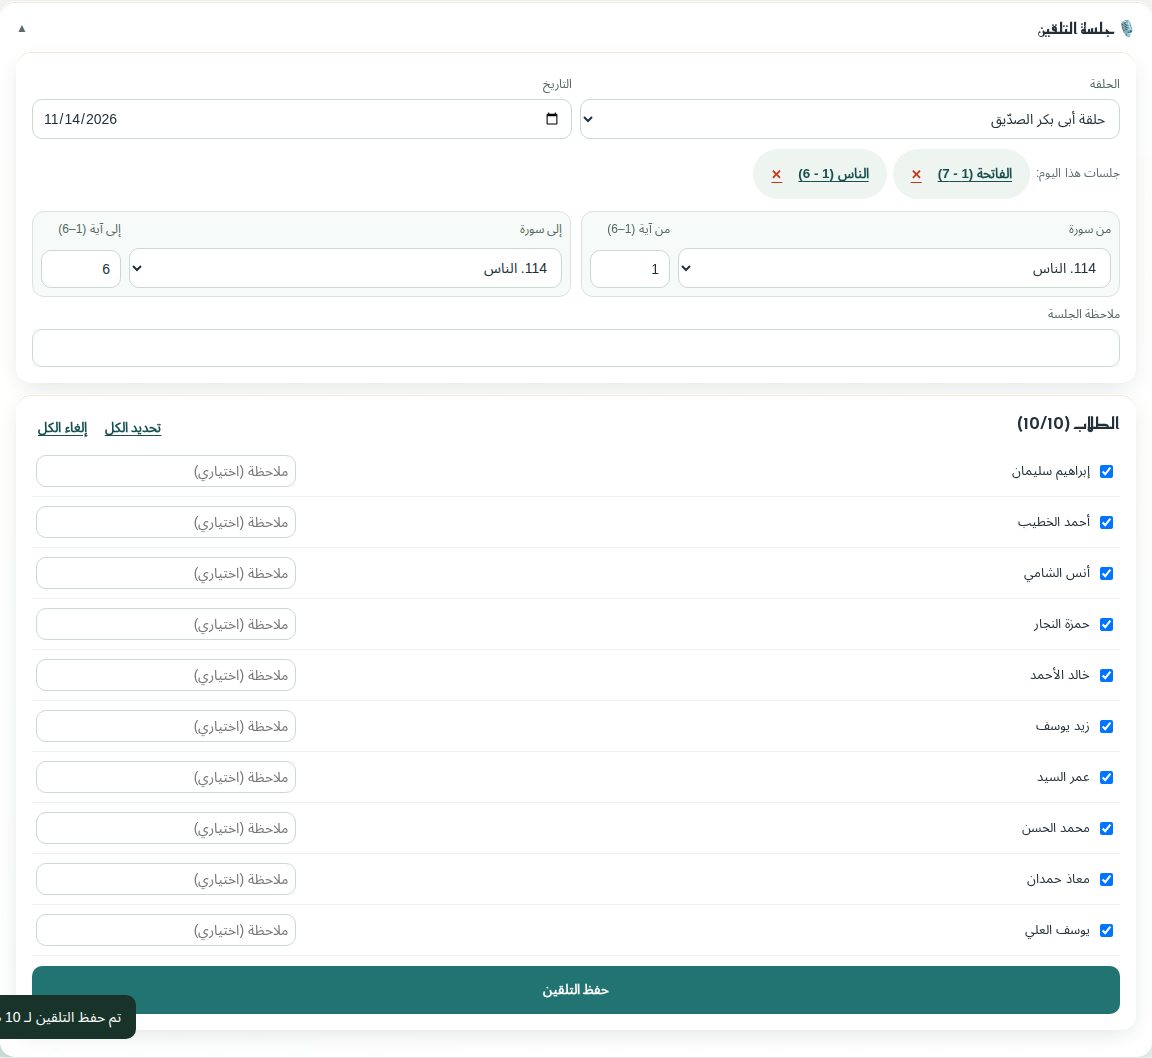 جلسة التلقين ▲
الحلقة
التاريخ
حلقة أبي بكر الصدّيق
11/14/2026
جلسات هذا اليوم: الفاتحة (1 - 7) × الناس (1 - 6) ×
من سورة من آية (1–6) إلى سورة إلى آية (1–6)
114. الناس 1 114. الناس 6
ملاحظة الجلسة
الطلاب (10/10) تحديد الكل إلغاء الكل
إبراهيم سليمان ملاحظة (اختياري)
أحمد الخطيب ملاحظة (اختياري)
أنس الشامي ملاحظة (اختياري)
حمزة النجار ملاحظة (اختياري)
خالد الأحمد ملاحظة (اختياري)
زيد يوسف ملاحظة (اختياري)
عمر السيد ملاحظة (اختياري)
محمد الحسن ملاحظة (اختياري)
معاذ حمدان ملاحظة (اختياري)
يوسف العلي ملاحظة (اختياري)
حفظ التلقين
تم حفظ التلقين لـ 10